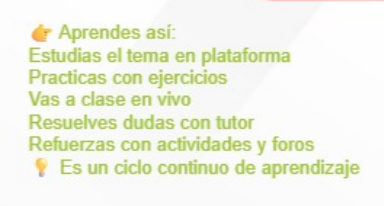 👉 Aprendes así:
Estudias el tema en plataforma
Practicas con ejercicios
Vas a clase en vivo
Resuelves dudas con tutor
Refuerzas con actividades y foros
💡 Es un ciclo continuo de aprendizaje